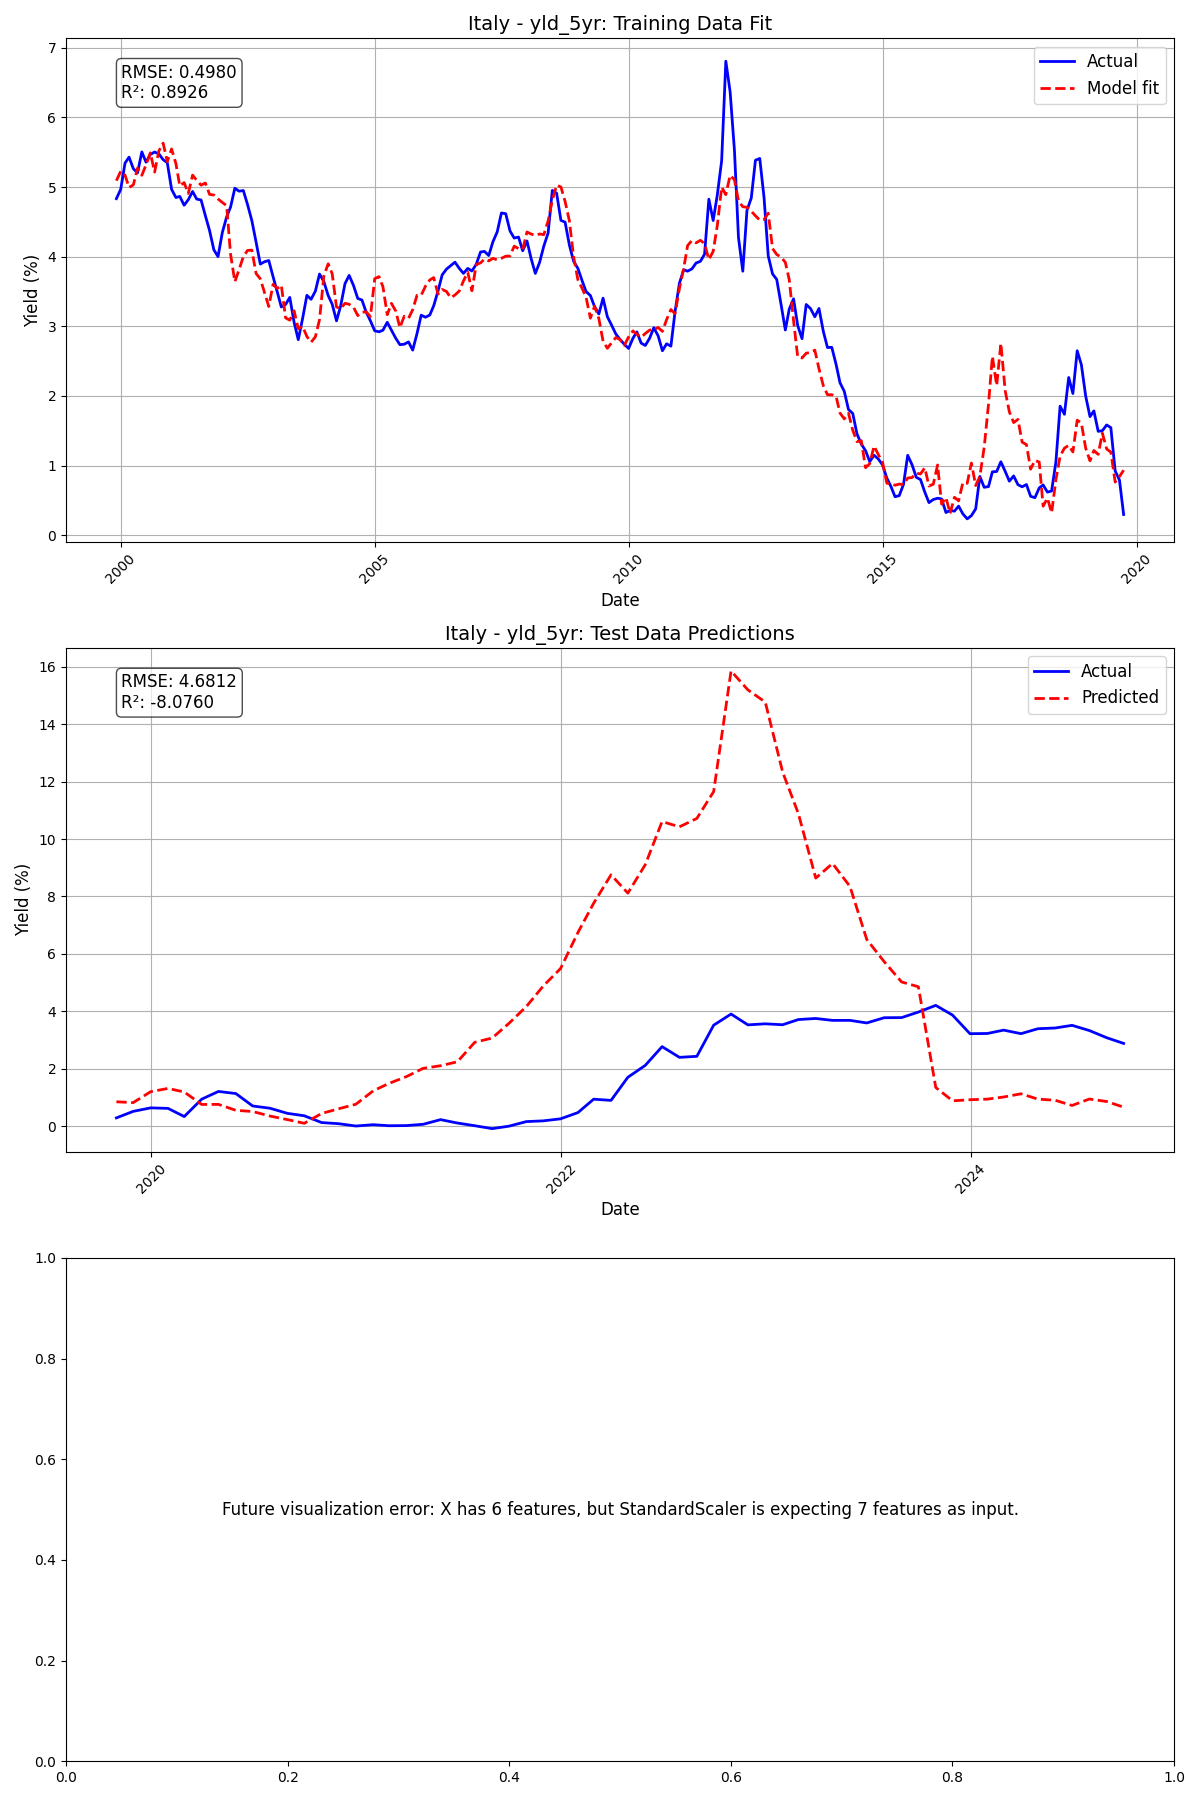 Italy - yld_5yr: Training Data Fit
RMSE: 0.4980
R²: 0.8926
Actual
Model fit
Yield (%)
7
6
5
4
3
2
1
0
2000
2005
2010
2015
2020
Date
Italy - yld_5yr: Test Data Predictions
RMSE: 4.6812
R²: -8.0760
Actual
Predicted
Yield (%)
16
14
12
10
8
6
4
2
0
2020
2022
2024
Date
1.0
0.8
0.6
Future visualization error: X has 6 features, but StandardScaler is expecting 7 features as input.
0.4
0.2
0.0
0.0
0.2
0.4
0.6
0.8
1.0